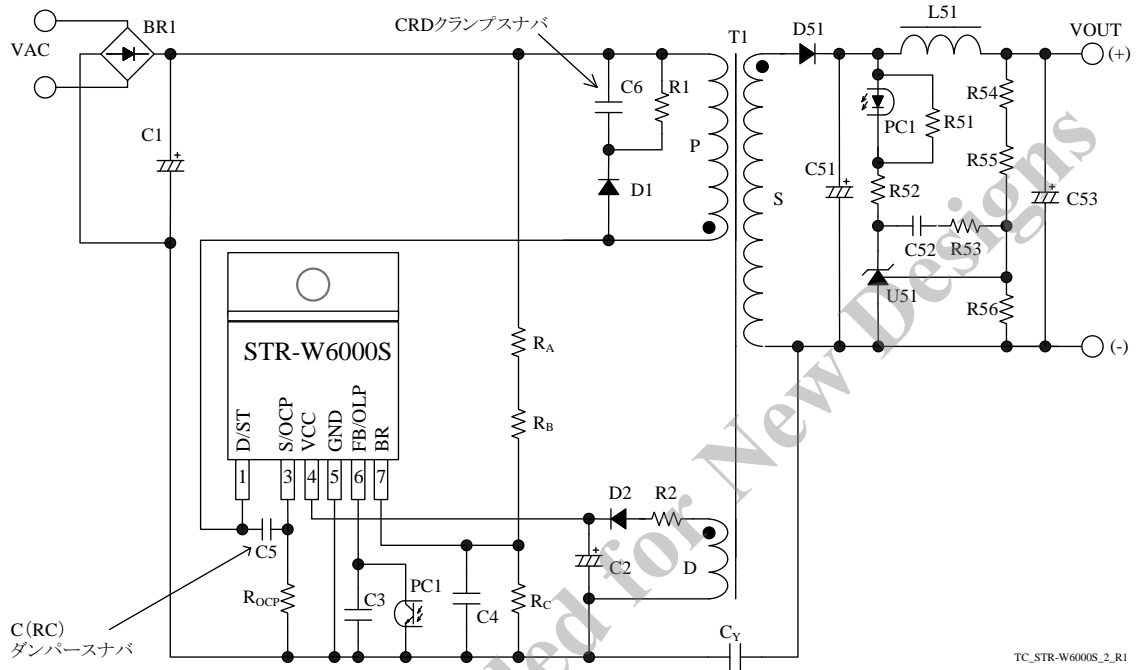 CRDクランプスナバ
BR1
VAC
C1
C6
R1
P
D1
T1
S
D51
L51
VOUT
(+)
PC1
R51
R54
R55
C51
R52
C53
C52
R53
U51
R56
(-)
STR-W6000S
D/ST
S/OCP
VCC
GND
FB/OLP
BR
1
3
4
5
6
7
RA
RB
D2
R2
C5
C2
D
ROCP
C3
PC1
C4
RC
CY
C(RC)
ダンパースナバ
ed for New Designs
TC_STR-W6000S_2_R1